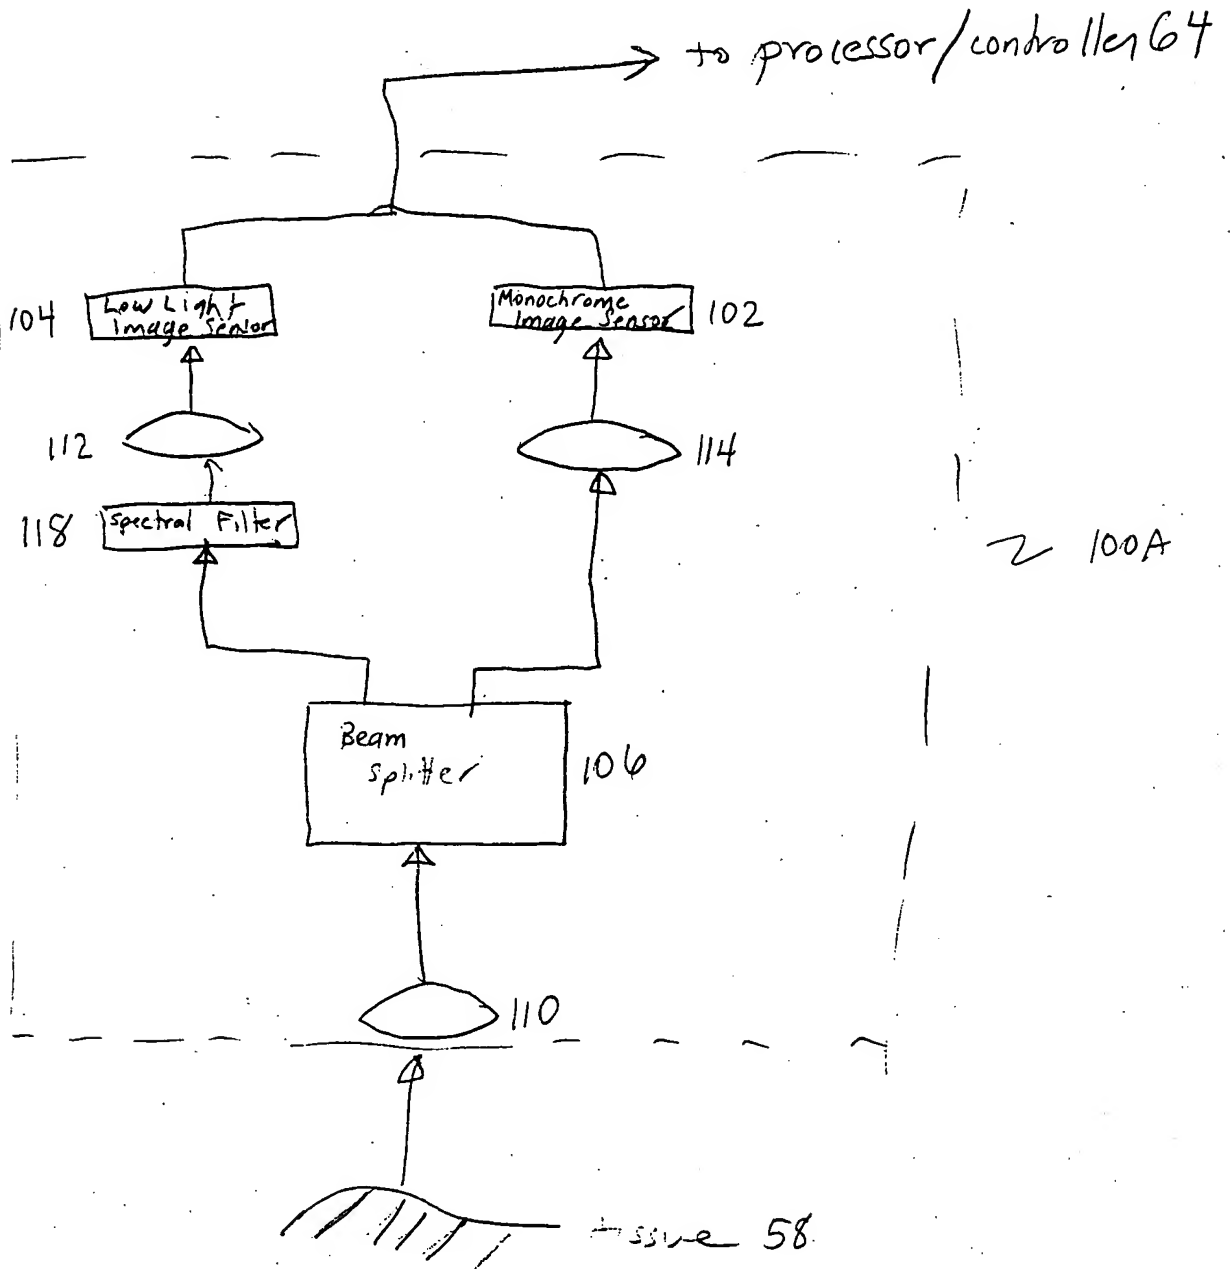 to processor/controller 64
104
Low Light
Image Sensor
Monochrome
Image Sensor
102
112
114
118
Spectral Filter
100A
Beam
Splitter
106
110
tissue 58